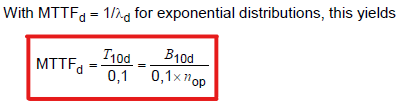 With MTTFd = 1/λd for exponential distributions, this yields
MTTFd = T10d / 0,1 = B10d / 0,1 × nop